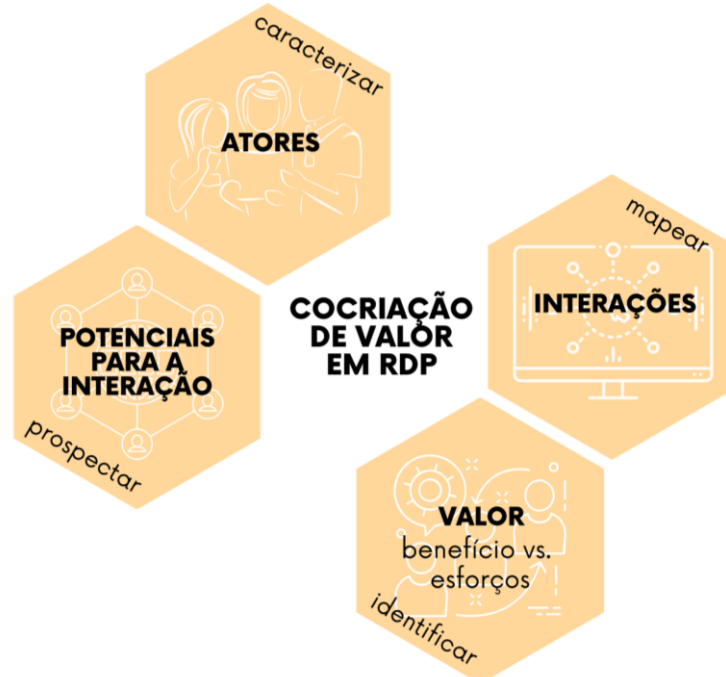 caracterizar
ATORES
mapear
INTERAÇÕES
COCRIAÇÃO
DE VALOR
EM RDP
POTENCIAIS
PARA A
INTERAÇÃO
prospectar
VALOR
benefício vs.
esforços
identificar